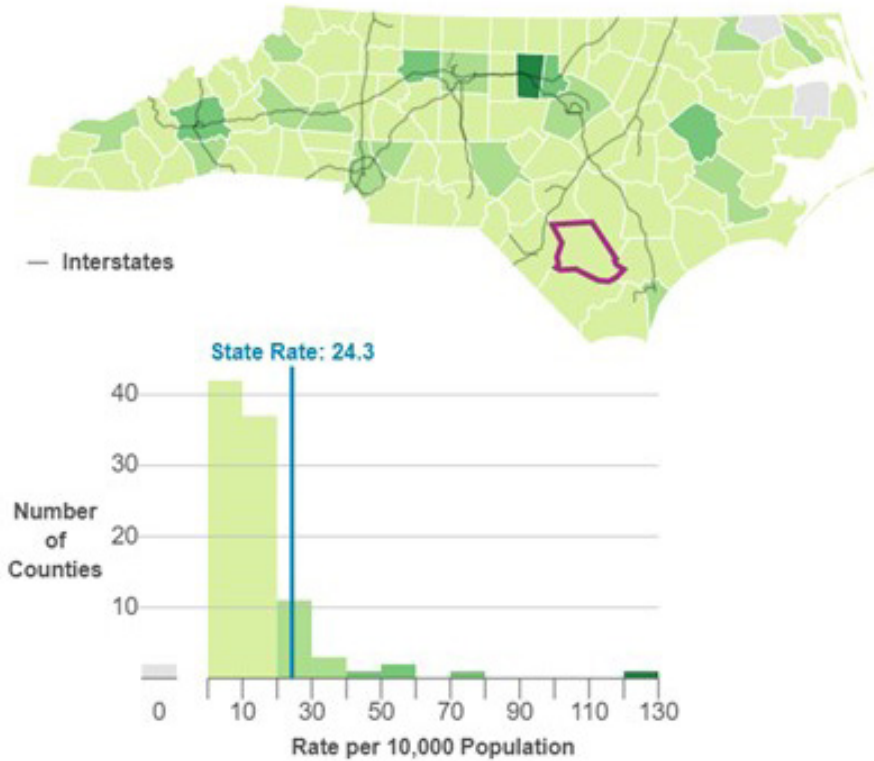 — Interstates
State Rate: 24.3
40
30
20
10
Number
of
Counties
0 10 30 50 70 90 110 130
Rate per 10,000 Population